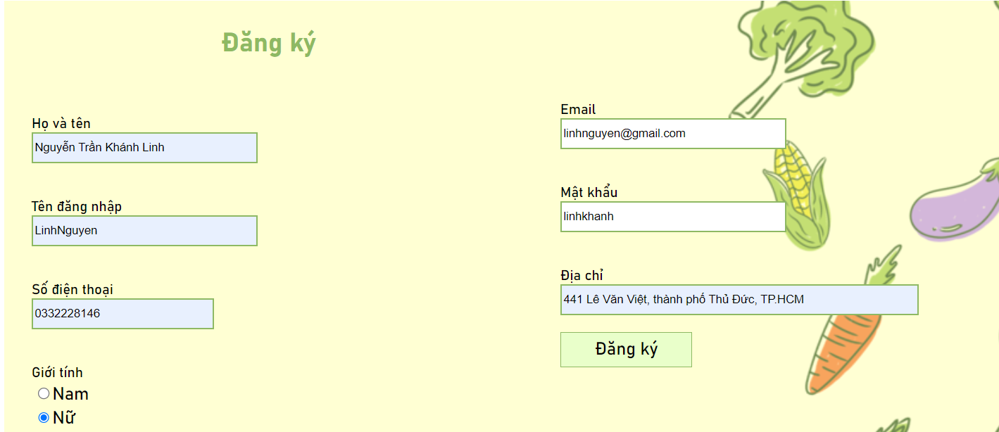 Đăng ký
Họ và tên
Nguyễn Trần Khánh Linh
Tên đăng nhập
LinhNguyen
Số điện thoại
0332228146
Giới tính
Nam
Nữ
Email
linhnguyen@gmail.com
Mật khẩu
linhkhanh
Địa chỉ
441 Lê Văn Việt, thành phố Thủ Đức, TP.HCM
Đăng ký